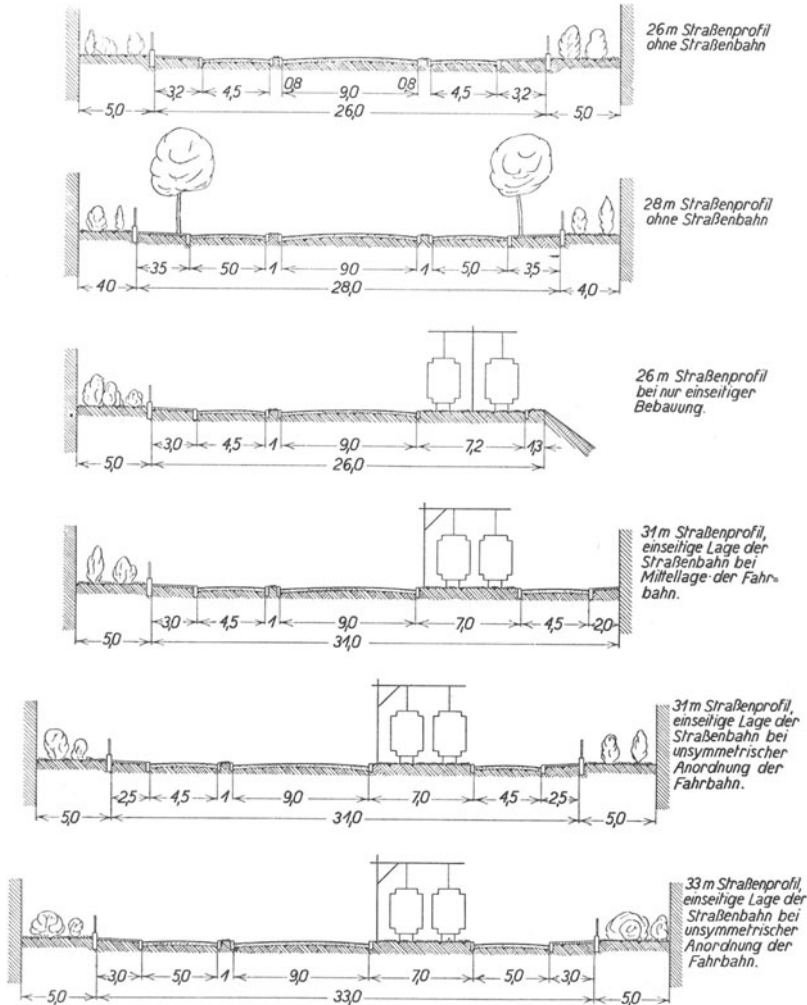 26 m Straßenprofil
ohne Straßenbahn
0,8 0,8
3,2 4,5 9,0 4,5 3,2
5,0 26,0 5,0
28 m Straßenprofil
ohne Straßenbahn
35 50 1 90 1 5,0 3,5
40 28,0 4,0
26 m Straßenprofil
bei nur einseitiger
Bebauung.
3,0 4,5 1 9,0 7,2 1,3
5,0 26,0
31 m Straßenprofil,
einseitige Lage der
Straßenbahn bei
Mittellage der Fahr-
bahn.
3,0 4,5 1 9,0 7,0 4,5 2,0
5,0 31,0
31 m Straßenprofil,
einseitige Lage der
Straßenbahn bei
unsymmetrischer
Anordnung der
Fahrbahn.
2,5 4,5 1 9,0 7,0 4,5 2,5
5,0 31,0 5,0
33 m Straßenprofil,
einseitige Lage der
Straßenbahn bei
unsymmetrischer
Anordnung der
Fahrbahn.
3,0 5,0 1 9,0 7,0 5,0 3,0
5,0 33,0 5,0